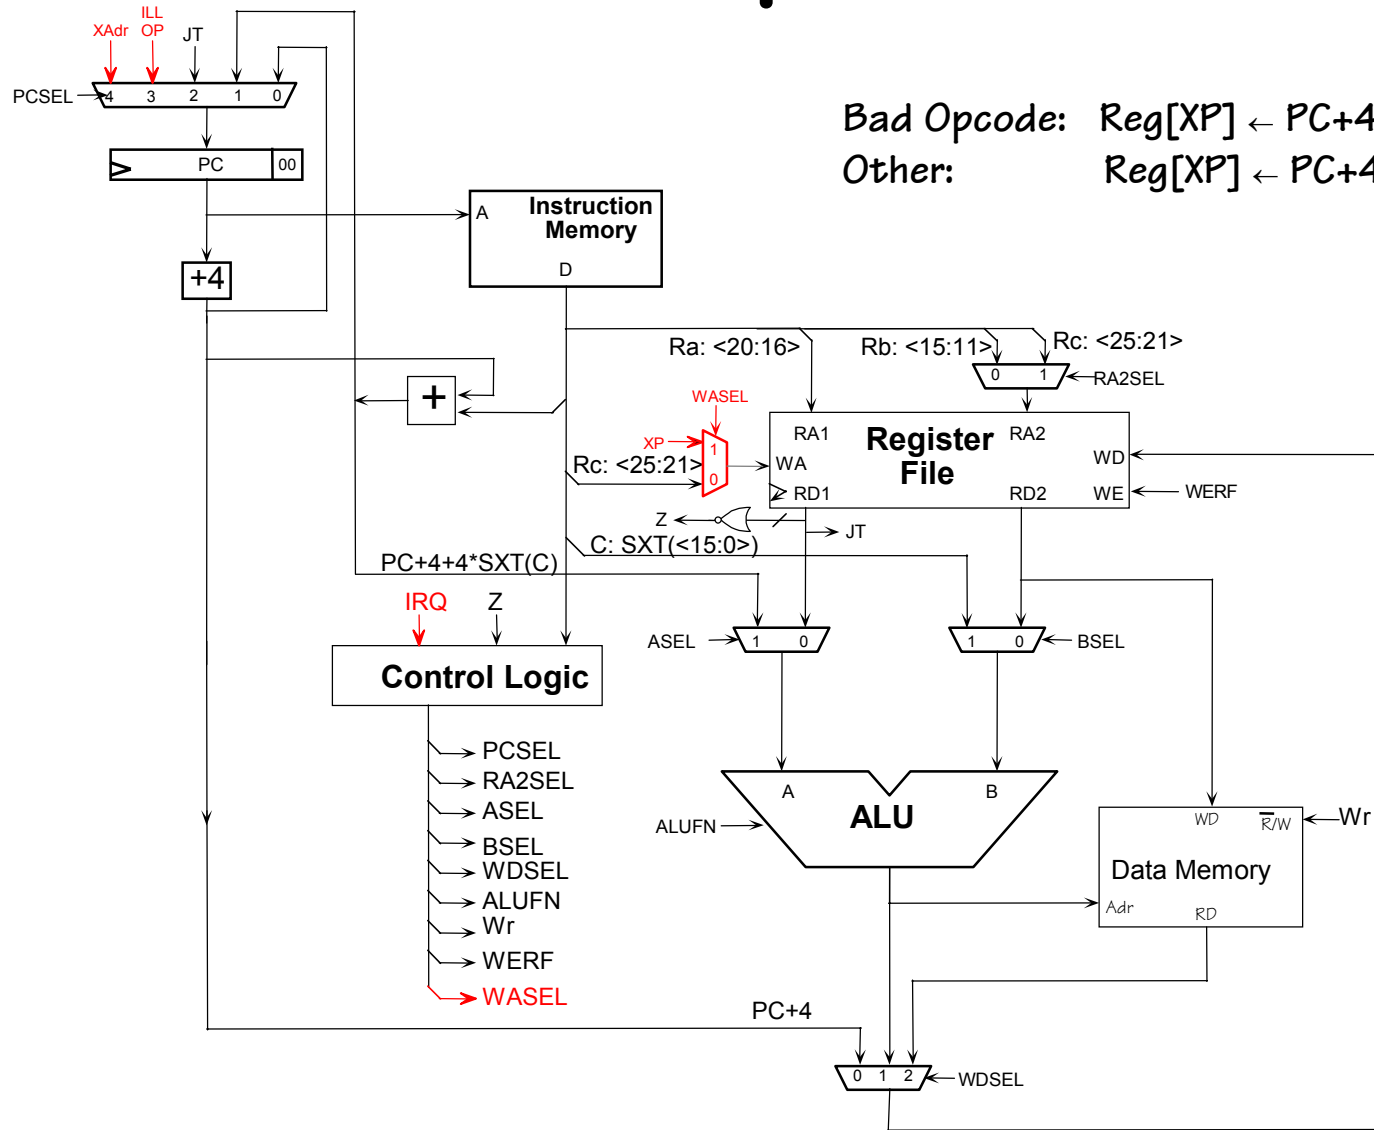 ILL
XAdr OP JT
PCSEL 4 3 2 1 0
Bad Opcode: Reg[XP] ← PC+4
Other: Reg[XP] ← PC+4
PC 00
A Instruction
Memory
D
+4
Ra: <20:16> Rb: <15:11> Rc: <25:21>
0 1 RA2SEL
+
WASEL
XP 1
Rc: <25:21> 0
RA1 Register RA2
WA File WD
RD1 RD2 WE WERF
Z JT
C: SXT(<15:0>)
PC+4+4*SXT(C)
IRQ Z
ASEL 1 0 1 0 BSEL
Control Logic
PCSEL
RA2SEL
ASEL
BSEL
WDSEL
ALUFN
Wr
WERF
WASEL
A B
ALUFN ALU
WD R/W Wr
Data Memory
Adr RD
PC+4
0 1 2 WDSEL